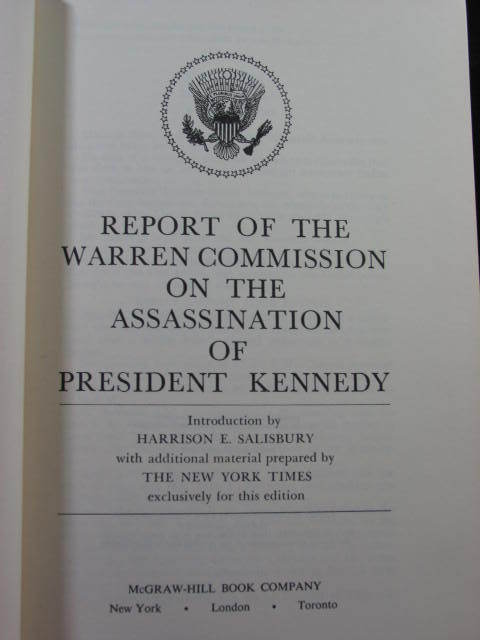 REPORT OF THE
WARREN COMMISSION
ON THE
ASSASSINATION
OF
PRESIDENT KENNEDY
Introduction by
HARRISON E. SALISBURY
with additional material prepared by
THE NEW YORK TIMES
exclusively for this edition
McGRAW-HILL BOOK COMPANY
New York • London • Toronto